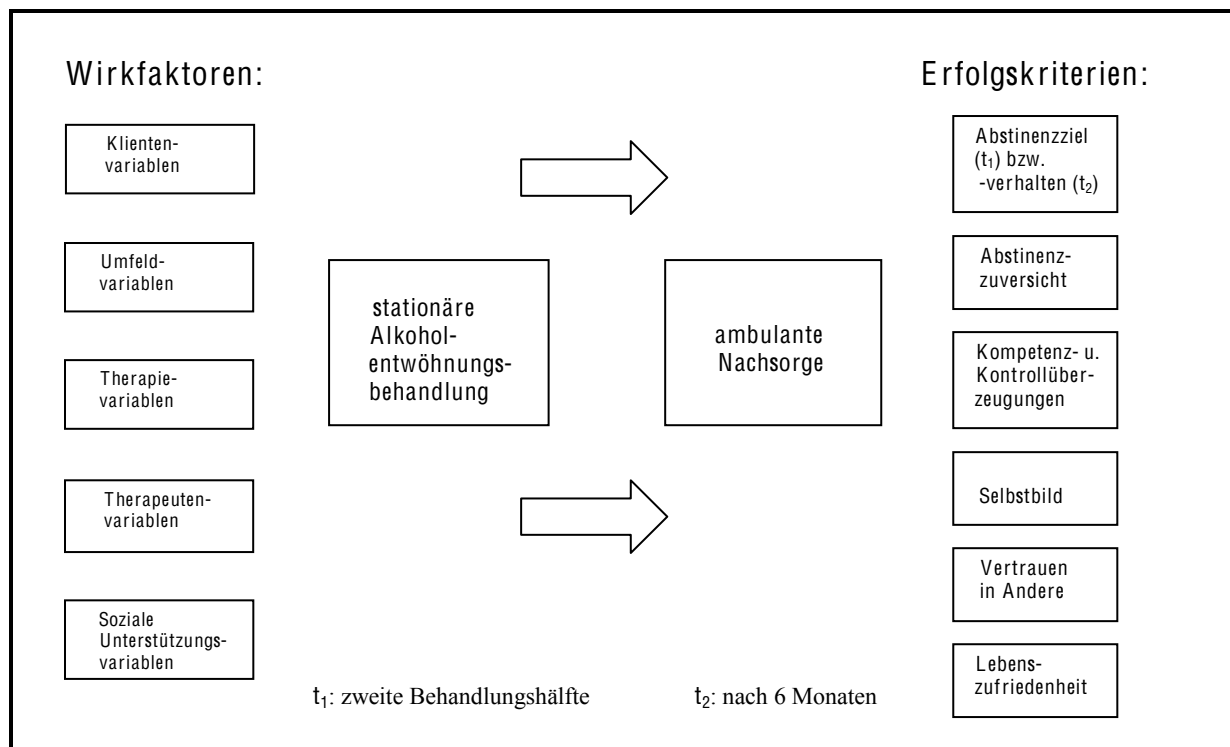 Wirkfaktoren:
Klienten-
variablen
Umfeld-
variablen
Therapie-
variablen
Therapeuten-
variablen
Soziale
Unterstützungs-
variablen
stationäre
Alkohol-
entwöhnungs-
behandlung
t₁: zweite Behandlungshälfte
ambulante
Nachsorge
t₂: nach 6 Monaten
Erfolgskriterien:
Abstinenzziel
(t₁) bzw.
-verhalten (t₂)
Abstinenz-
zuversicht
Kompetenz- u.
Kontrollüber-
zeugungen
Selbstbild
Vertrauen
in Andere
Lebens-
zufriedenheit